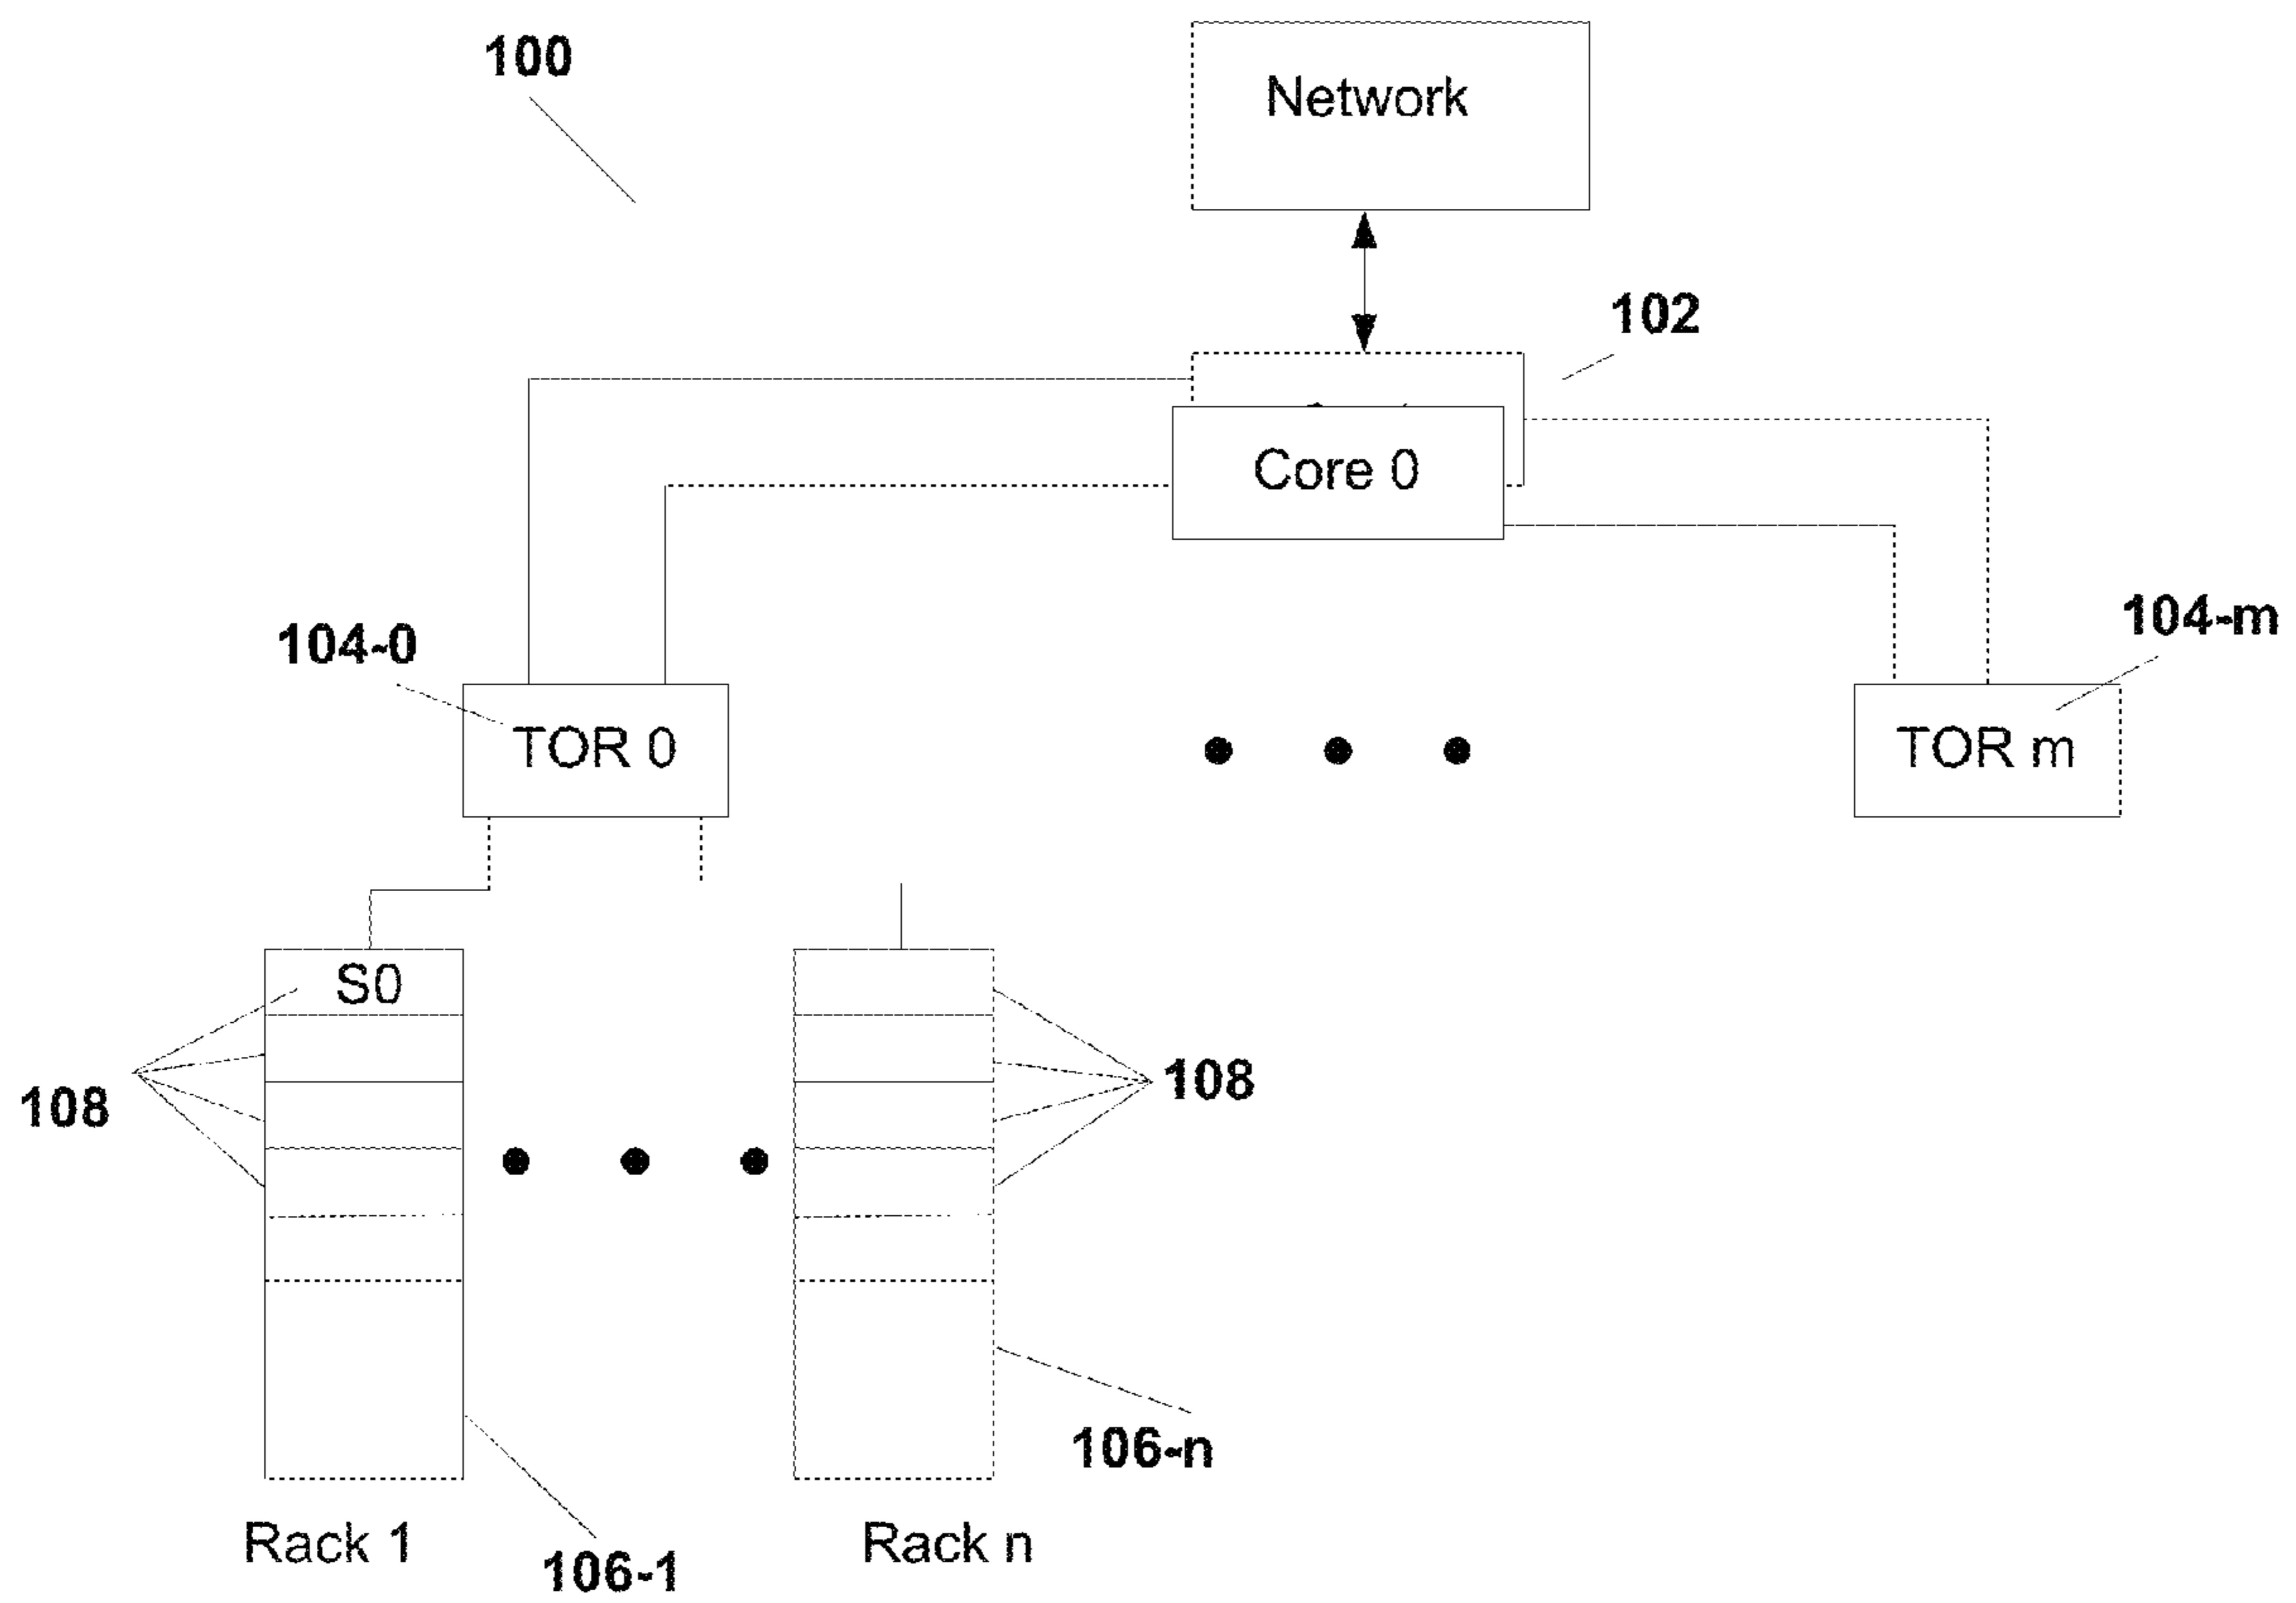 100
Network
102
Core 0
104-0
104-m
TOR 0
TOR m
S0
108
108
106-n
Rack 1
Rack n
106-1